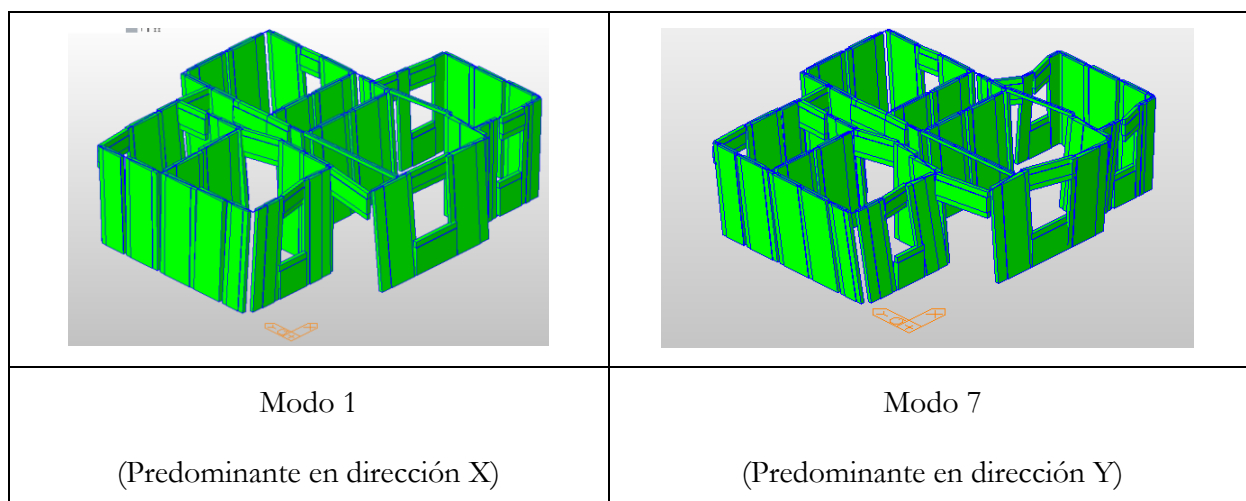 Modo 1
Modo 7
(Predominante en dirección X)
(Predominante en dirección Y)